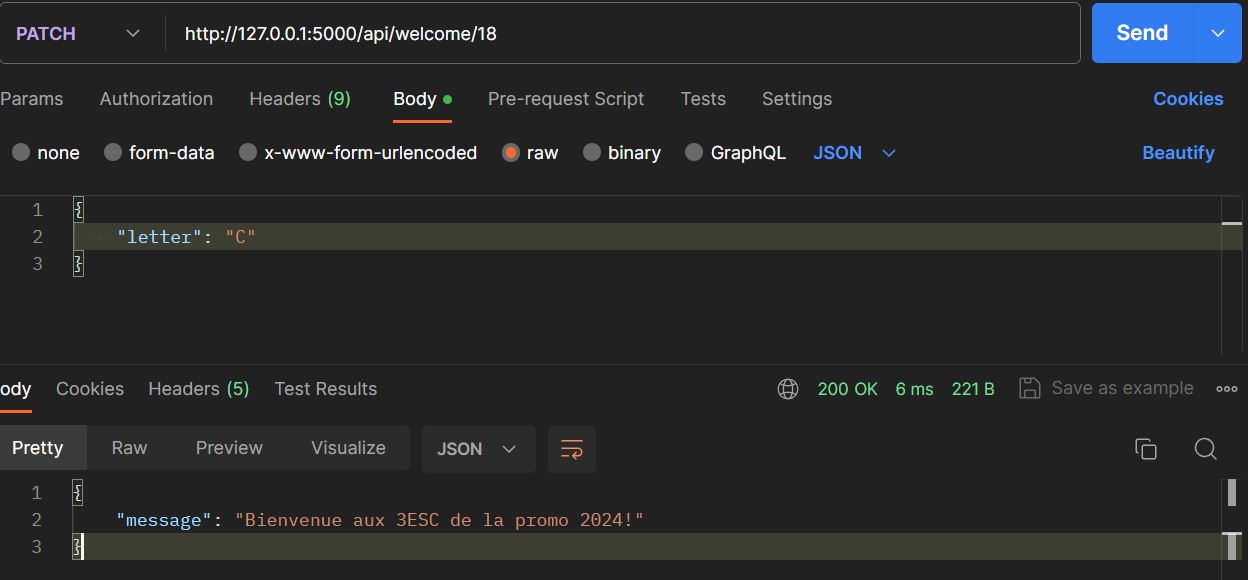 PATCH http://127.0.0.1:5000/api/welcome/18 Send
Params Authorization Headers (9) Body Pre-request Script Tests Settings Cookies
none form-data x-www-form-urlencoded raw binary GraphQL JSON Beautify
1 {
2 "letter": "C"
3 }
ody Cookies Headers (5) Test Results 200 OK 6 ms 221 B Save as example
Pretty Raw Preview Visualize JSON
1 {
2 "message": "Bienvenue aux 3ESC de la promo 2024!"
3 }